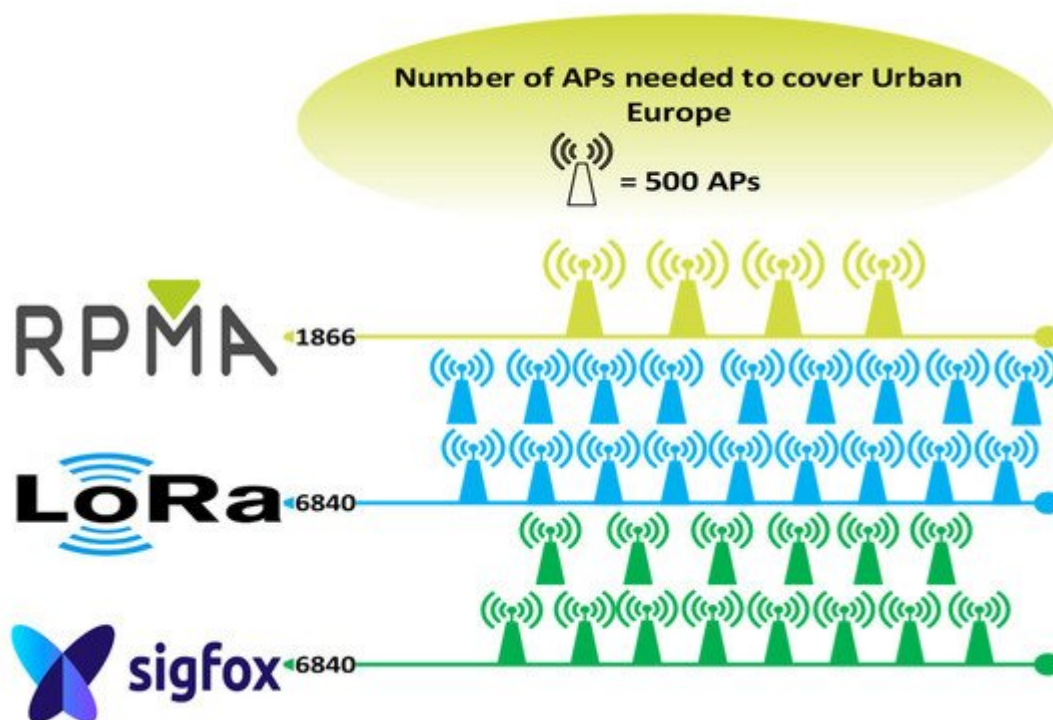 Number of APs needed to cover Urban
Europe
= 500 APs
RPMA
1866
LoRa
6840
sigfox
6840